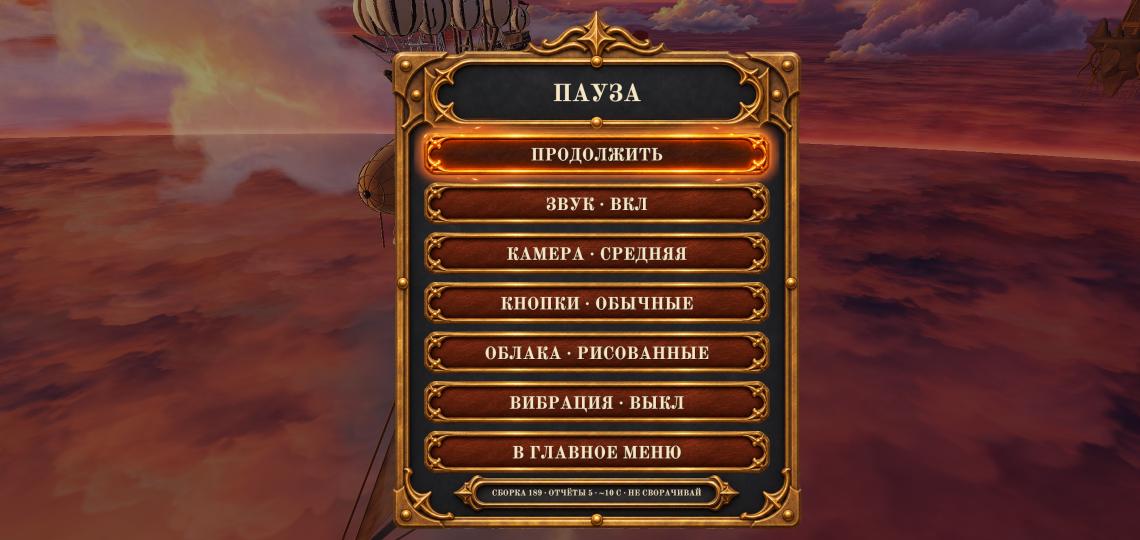 ПАУЗА
ПРОДОЛЖИТЬ
ЗВУК · ВКЛ
КАМЕРА · СРЕДНЯЯ
КНОПКИ · ОБЫЧНЫЕ
ОБЛАКА · РИСОВАННЫЕ
ВИБРАЦИЯ · ВЫКЛ
В ГЛАВНОЕ МЕНЮ
СБОРКА 189 · ОТЧЁТЫ 5 · ~10 С · НЕ СВОРАЧИВАЙ